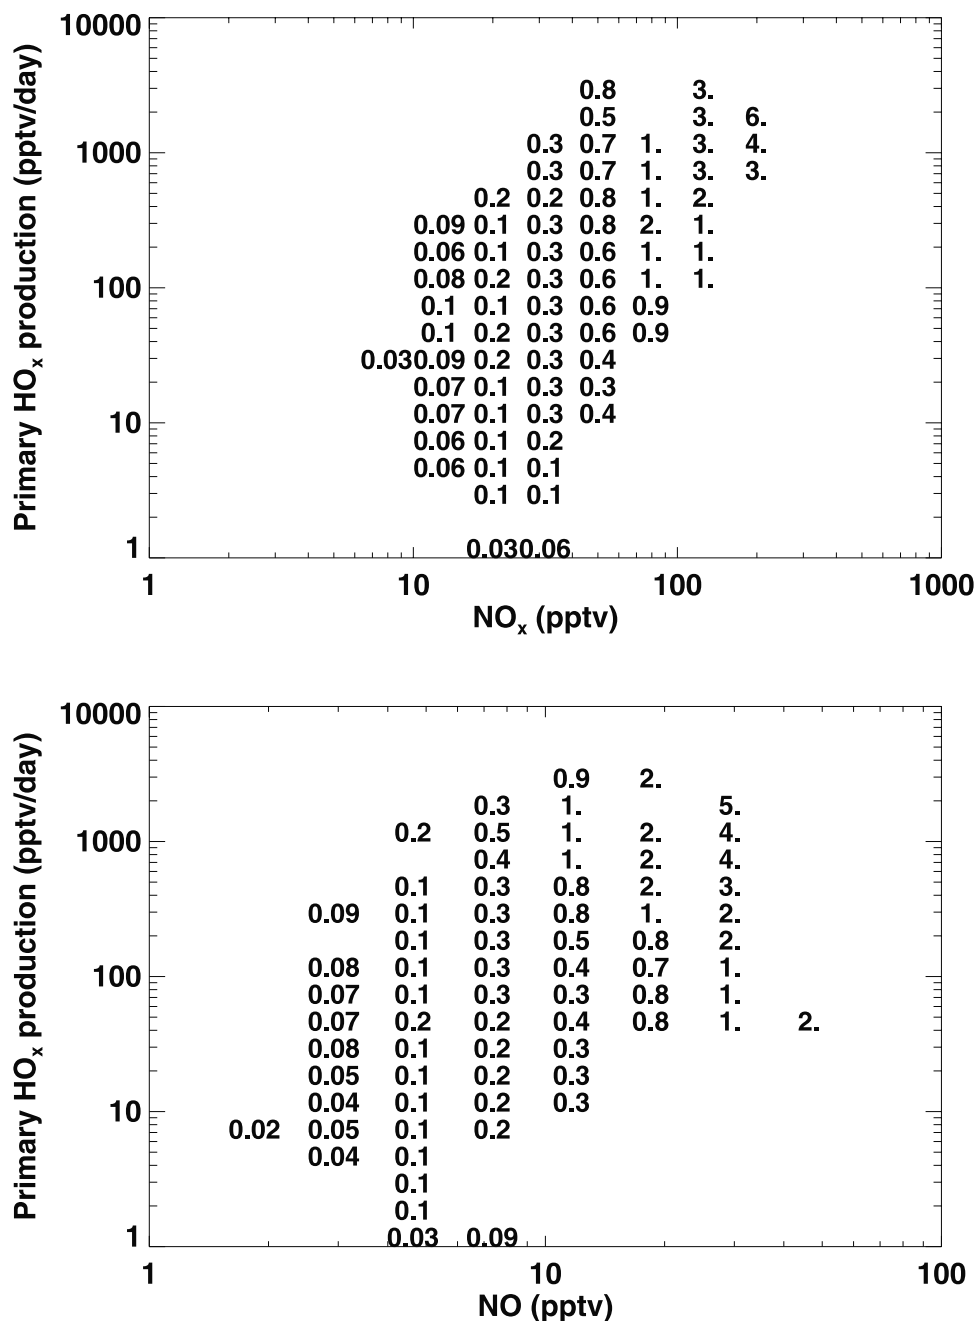 10000
0.8 3.
0.5 3. 6.
1000 0.3 0.7 1. 3. 4.
0.3 0.7 1. 3. 3.
0.2 0.2 0.8 1. 2.
0.09 0.1 0.3 0.8 2. 1.
0.06 0.1 0.3 0.6 1. 1.
100 0.08 0.2 0.3 0.6 1. 1.
0.1 0.1 0.3 0.6 0.9
0.1 0.2 0.3 0.6 0.9
0.03 0.09 0.2 0.3 0.4
0.07 0.1 0.3 0.3
10 0.07 0.1 0.3 0.4
0.06 0.1 0.2
0.06 0.1 0.1
0.1 0.1
1 0.03 0.06
1 10 100 1000
NOx (pptv)
Primary HOx production (pptv/day)
10000
0.9 2.
0.3 1. 5.
1000 0.2 0.5 1. 2. 4.
0.4 1. 2. 4.
0.1 0.3 0.8 2. 3.
0.09 0.1 0.3 0.8 1. 2.
0.1 0.3 0.5 0.8 2.
100 0.08 0.1 0.3 0.4 0.7 1.
0.07 0.1 0.3 0.3 0.8 1.
0.07 0.2 0.2 0.4 0.8 1. 2.
0.08 0.1 0.2 0.3
0.05 0.1 0.2 0.3
10 0.04 0.1 0.2 0.3
0.02 0.05 0.1 0.2
0.04 0.1
0.1
0.1
1 0.03 0.09
1 10 100
NO (pptv)
Primary HOx production (pptv/day)